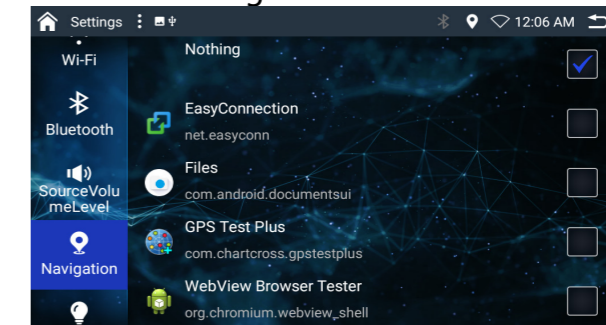 Settings
12:06 AM
Wi-Fi
Bluetooth
SourceVolu
meLevel
Navigation
Nothing
EasyConnection
net.easyconn
Files
com.android.documentsui
GPS Test Plus
com.chartcross.gpstestplus
WebView Browser Tester
org.chromium.webview_shell